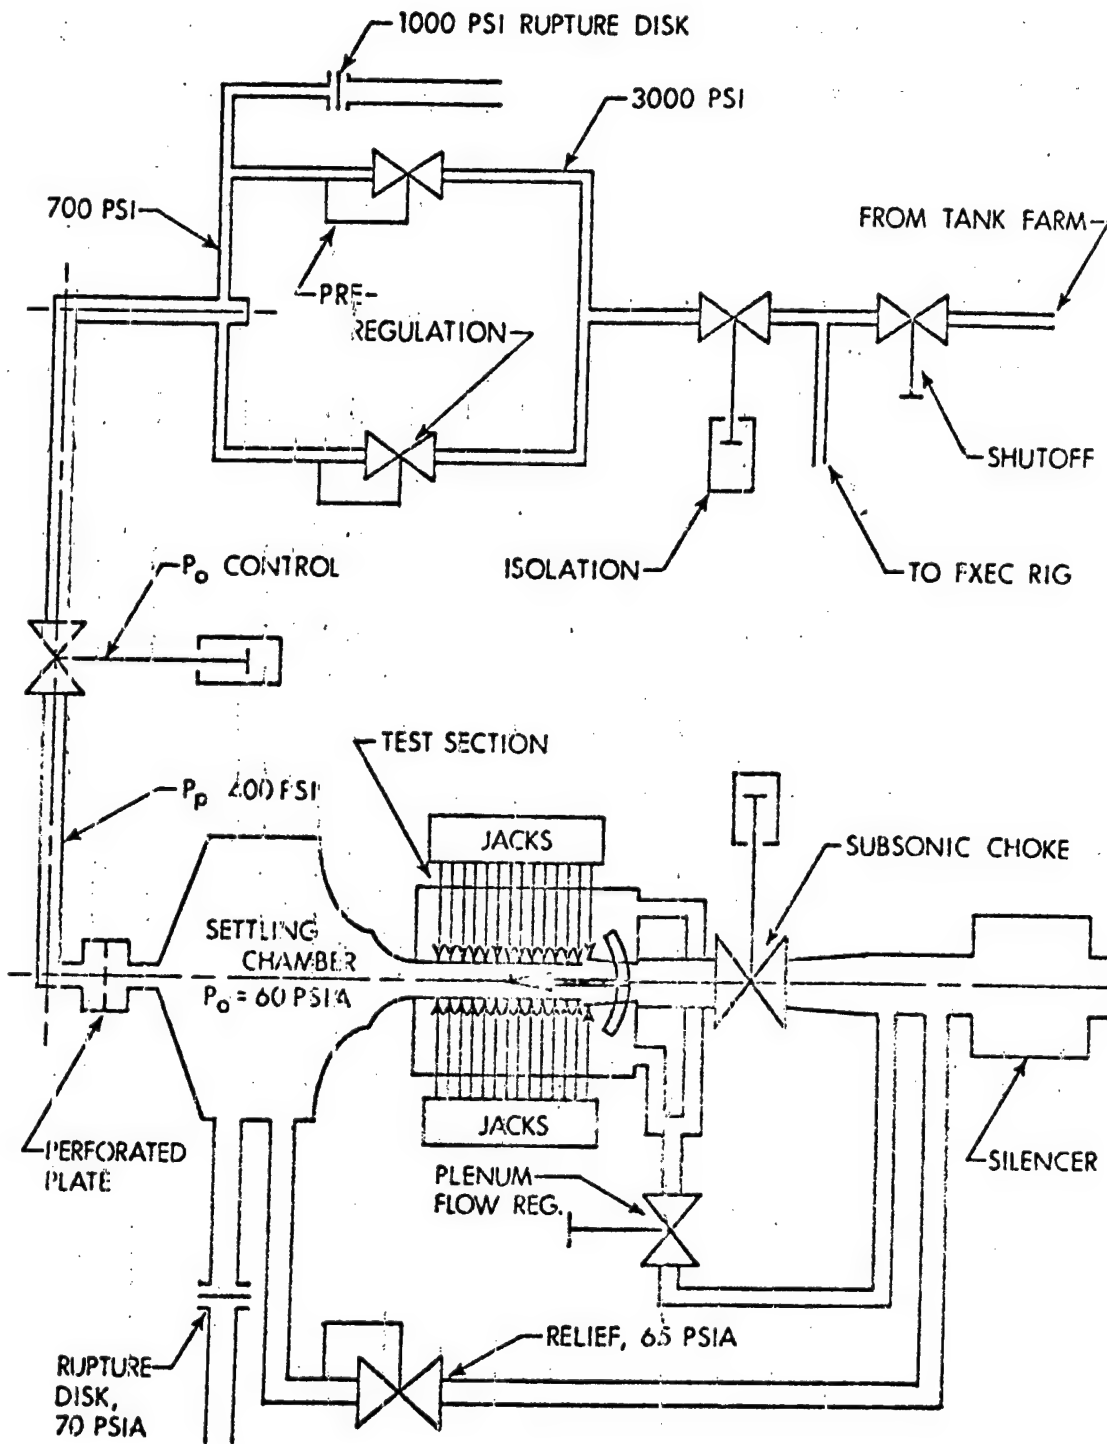 1000 PSI RUPTURE DISK
3000 PSI
700 PSI
FROM TANK FARM
PRE-
REGULATION
SHUTOFF
ISOLATION
TO FXEC RIG
Po CONTROL
TEST SECTION
Pp 400 PSI
JACKS
SUBSONIC CHOKE
SETTLING
CHAMBER
Po = 60 PSIA
JACKS
PERFORATED
PLATE
PLENUM
FLOW REG.
SILENCER
RELIEF, 65 PSIA
RUPTURE
DISK,
70 PSIA